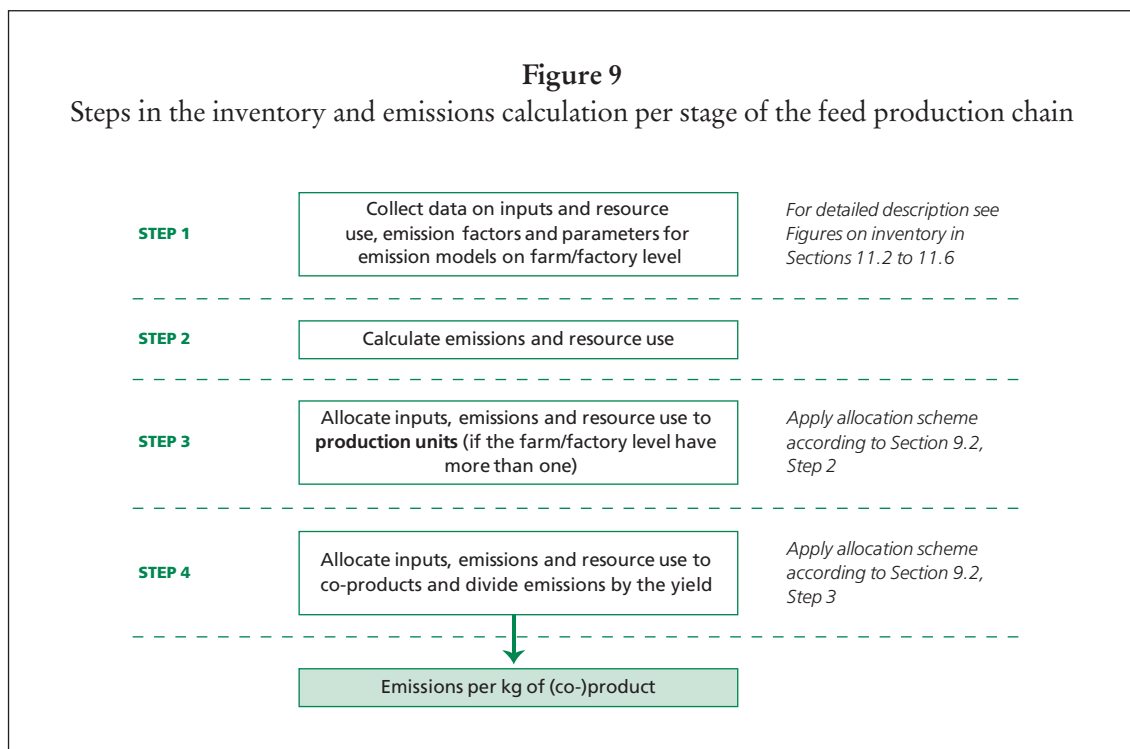 Figure 9
Steps in the inventory and emissions calculation per stage of the feed production chain
STEP 1
Collect data on inputs and resource
use, emission factors and parameters for
emission models on farm/factory level
For detailed description see
Figures on inventory in
Sections 11.2 to 11.6
STEP 2
Calculate emissions and resource use
STEP 3
Allocate inputs, emissions and resource use to
production units (if the farm/factory level have
more than one)
Apply allocation scheme
according to Section 9.2,
Step 2
STEP 4
Allocate inputs, emissions and resource use to
co-products and divide emissions by the yield
Apply allocation scheme
according to Section 9.2,
Step 3
Emissions per kg of (co-)product